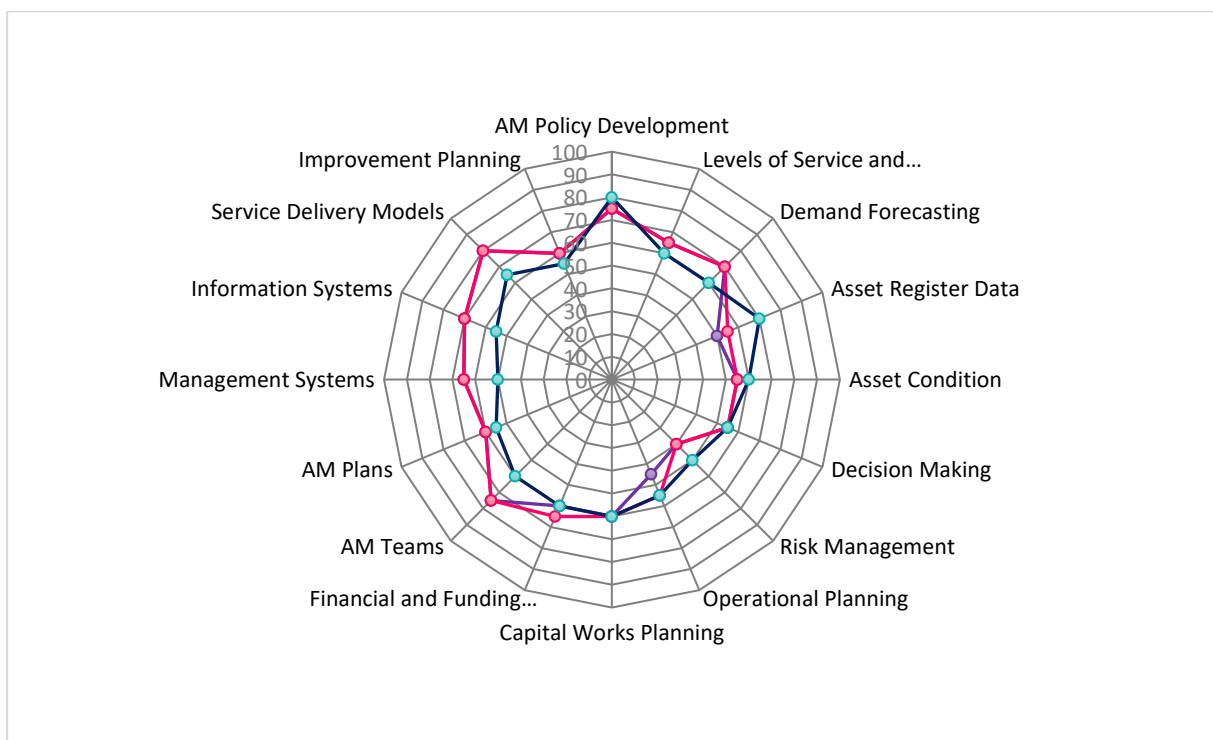 AM Policy Development
Levels of Service and...
Demand Forecasting
Asset Register Data
Asset Condition
Decision Making
Risk Management
Operational Planning
Capital Works Planning
Financial and Funding...
AM Teams
AM Plans
Management Systems
Information Systems
Service Delivery Models
Improvement Planning
100
90
80
70
60
50
40
30
20
10
0